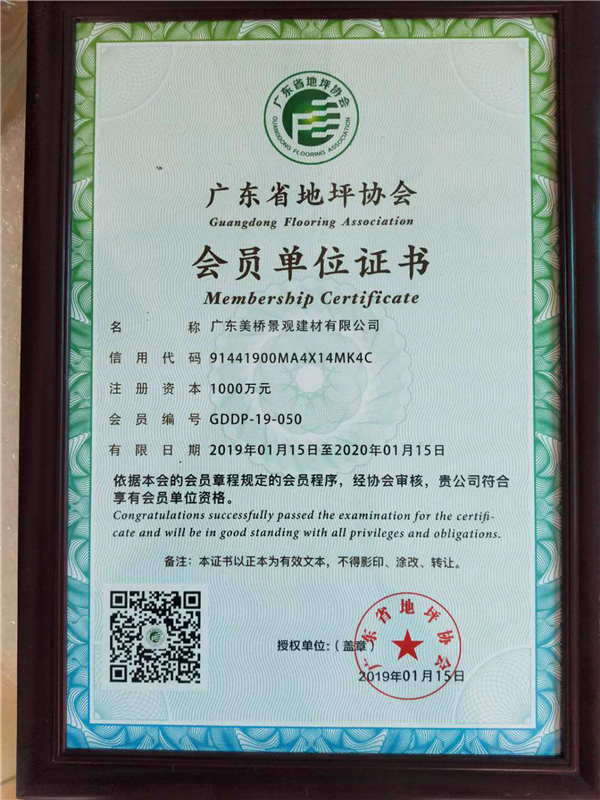 广东省地坪协会
GUANGDONG FLOORING ASSOCIATION
广东省地坪协会
Guangdong Flooring Association
会员单位证书
Membership Certificate
名称 广东美桥景观建材有限公司
信用代码 91441900MA4X14MK4C
注册资本 1000万元
会员编号 GDDP-19-050
有限日期 2019年01月15日至2020年01月15日
依据本会的会员章程规定的会员程序，经协会审核，贵公司符合
享有会员单位资格。
Congratulations successfully passed the examination for the certifi-
cate and will be in good standing with all privileges and obligations.
备注：本证书以正本为有效文本，不得影印、涂改、转让。
授权单位：（盖章）
广东省地坪协会
2019年01月15日